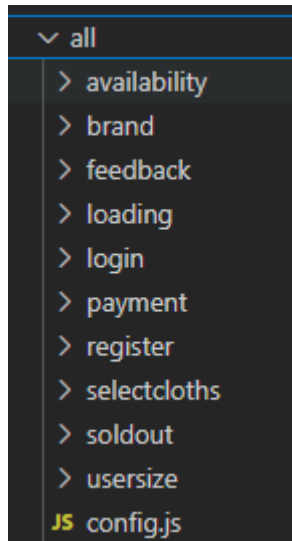 all
availability
brand
feedback
loading
login
payment
register
selectcloths
soldout
usersize
JS config.js